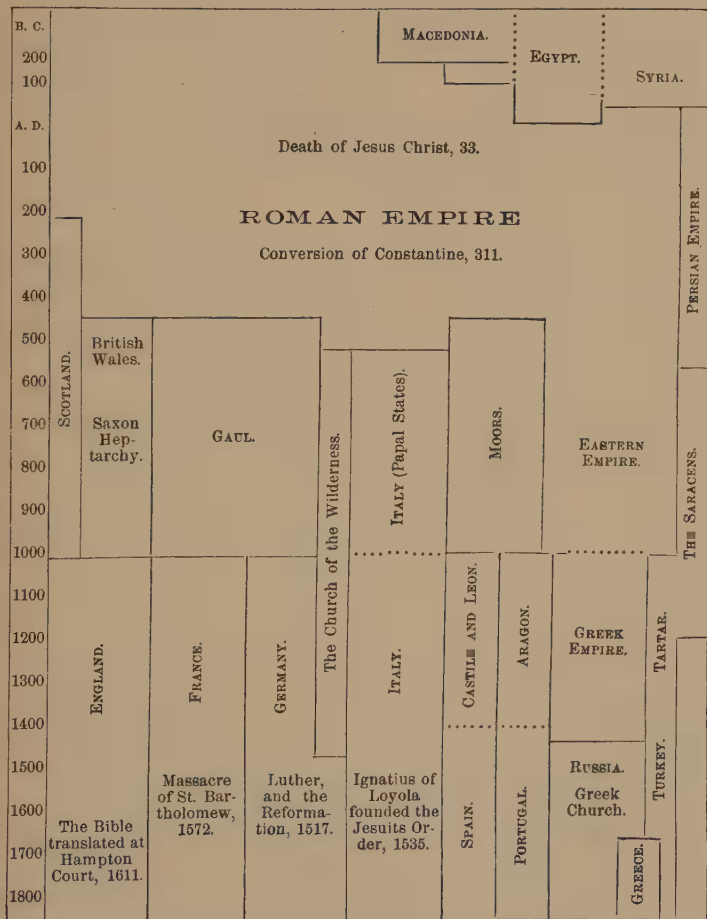 B. C.
MACEDONIA.
200
EGYPT.
100
SYRIA.
A. D.
Death of Jesus Christ, 33.
100
200
ROMAN EMPIRE
300
Conversion of Constantine, 311.
PERSIAN EMPIRE.
400
500
British
Wales.
600
SCOTLAND.
700
Saxon
Hep-
tarchy.
GAUL.
The Church of the Wilderness.
ITALY (Papal States).
MOORS.
EASTERN
EMPIRE.
THE SARACENS.
800
900
1000
1100
1200
1300
1400
ENGLAND.
FRANCE.
GERMANY.
ITALY.
CASTILE AND LEON.
ARAGON.
GREEK
EMPIRE.
TARTAR.
1500
1600
1700
1800
The Bible
translated at
Hampton
Court, 1611.
Massacre
of St. Bar-
tholomew,
1572.
Luther,
and the
Reforma-
tion, 1517.
Ignatius of
Loyola
founded the
Jesuits Or-
der, 1535.
SPAIN.
PORTUGAL.
RUSSIA.
Greek
Church.
TURKEY.
GREECE.